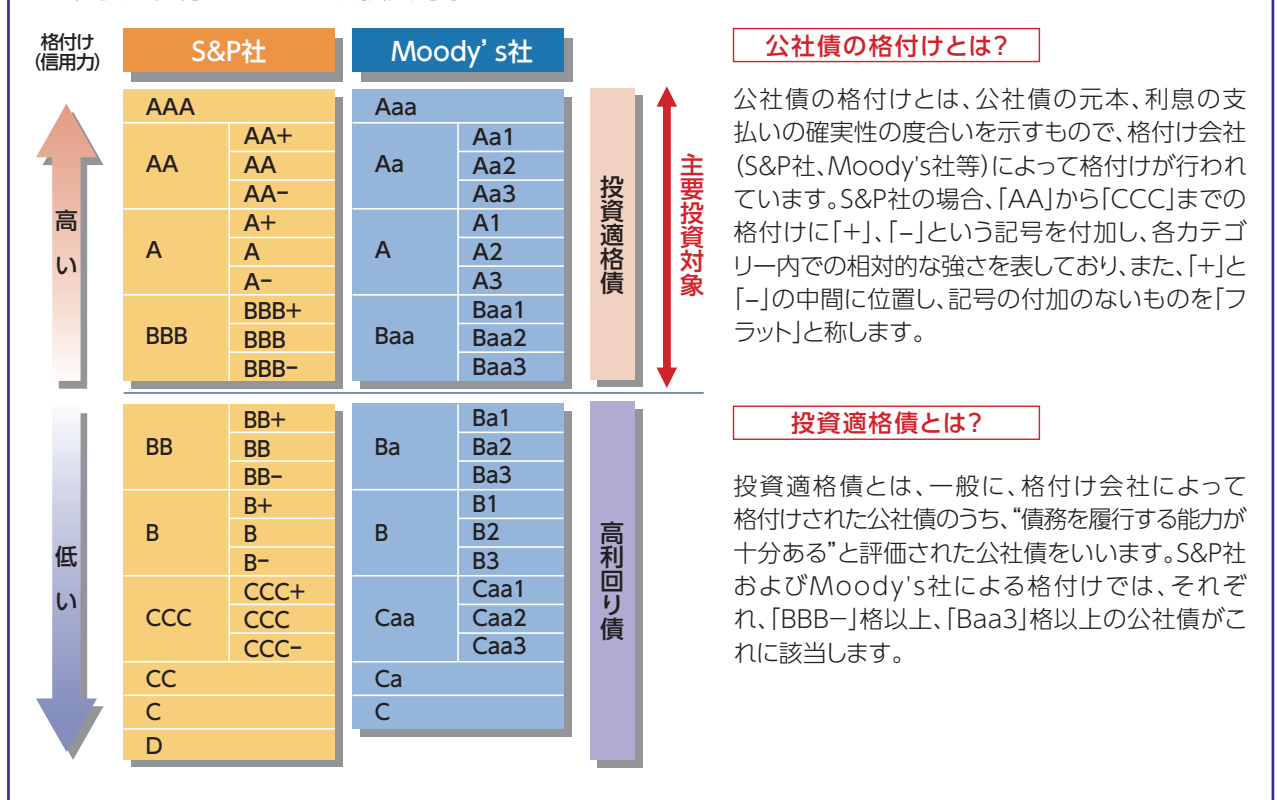 格付け
(信用力)
S&P社
Moody's社
高い
低い
AAA
AA
AA+
AA
AA−
A
A+
A
A−
BBB
BBB+
BBB
BBB−
BB
BB+
BB
BB−
B
B+
B
B−
CCC
CCC+
CCC
CCC−
CC
C
D
Aaa
Aa
Aa1
Aa2
Aa3
A
A1
A2
A3
Baa
Baa1
Baa2
Baa3
Ba
Ba1
Ba2
Ba3
B
B1
B2
B3
Caa
Caa1
Caa2
Caa3
Ca
C
投資適格債
高利回り債
主要投資対象
公社債の格付けとは?
公社債の格付けとは、公社債の元本、利息の支
払いの確実性の度合いを示すもので、格付け会社
(S&P社、Moody's社等)によって格付けが行われ
ています。S&P社の場合、「AA」から「CCC」までの
格付けに「+」、「−」という記号を付加し、各カテゴ
リー内での相対的な強さを表しており、また、「+」と
「−」の中間に位置し、記号の付加のないものを「フ
ラット」と称します。
投資適格債とは?
投資適格債とは、一般に、格付け会社によって
格付けされた公社債のうち、“債務を履行する能力が
十分ある”と評価された公社債をいいます。S&P社
およびMoody's社による格付けでは、それぞ
れ、「BBB−」格以上、「Baa3」格以上の公社債がこ
れに該当します。